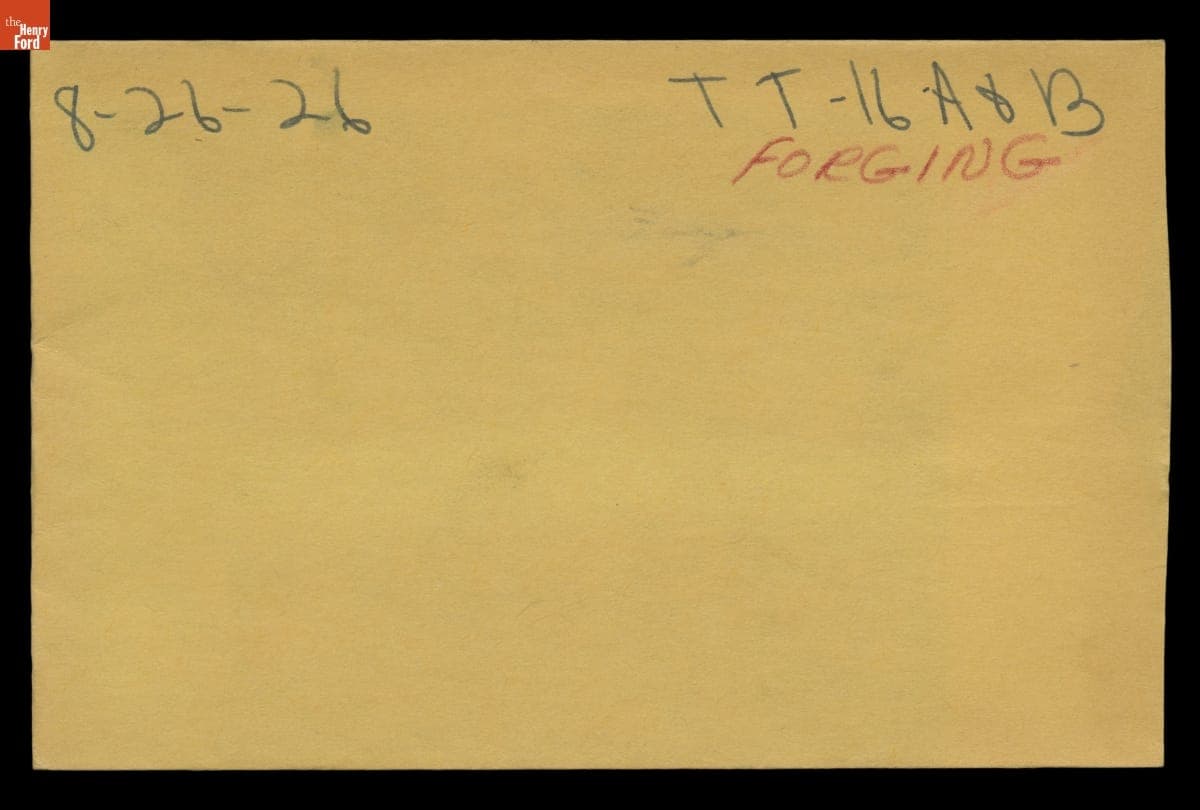 the
Henry
Ford
8-26-26
TT-16-A & B
FORGING